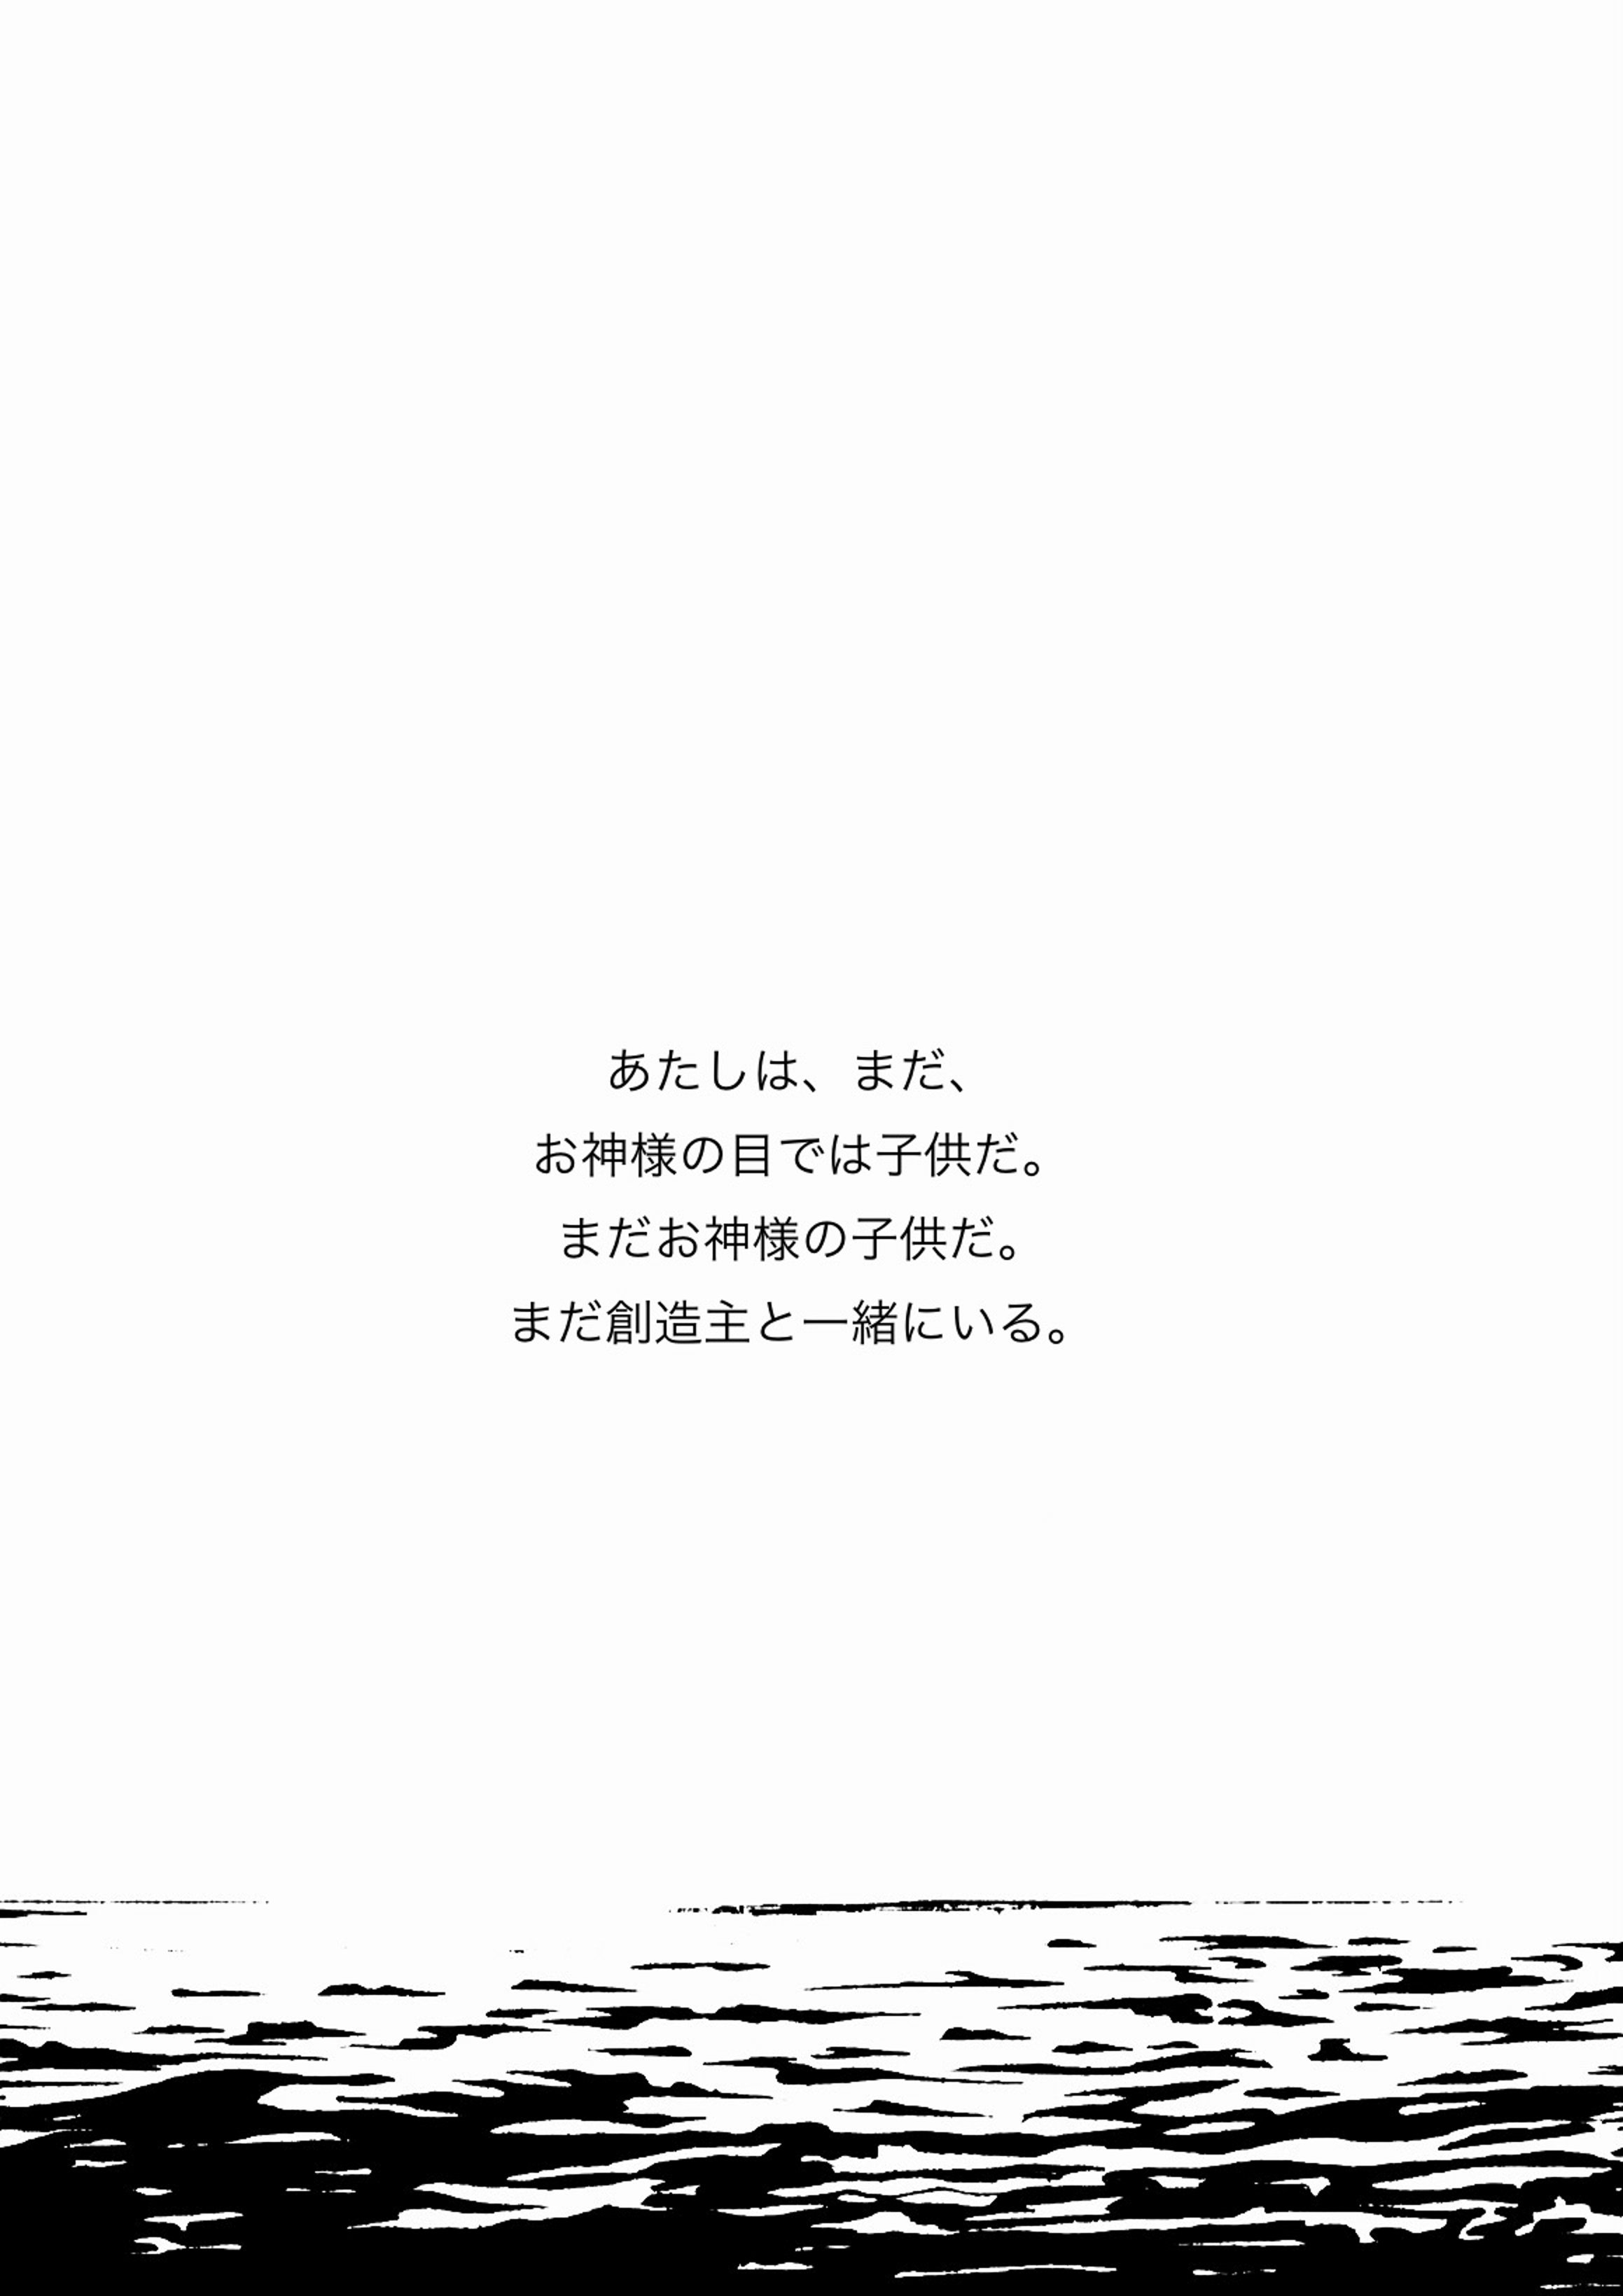 あたしは、まだ、
お神様の目では子供だ。
まだお神様の子供だ。
まだ創造主と一緒にいる。